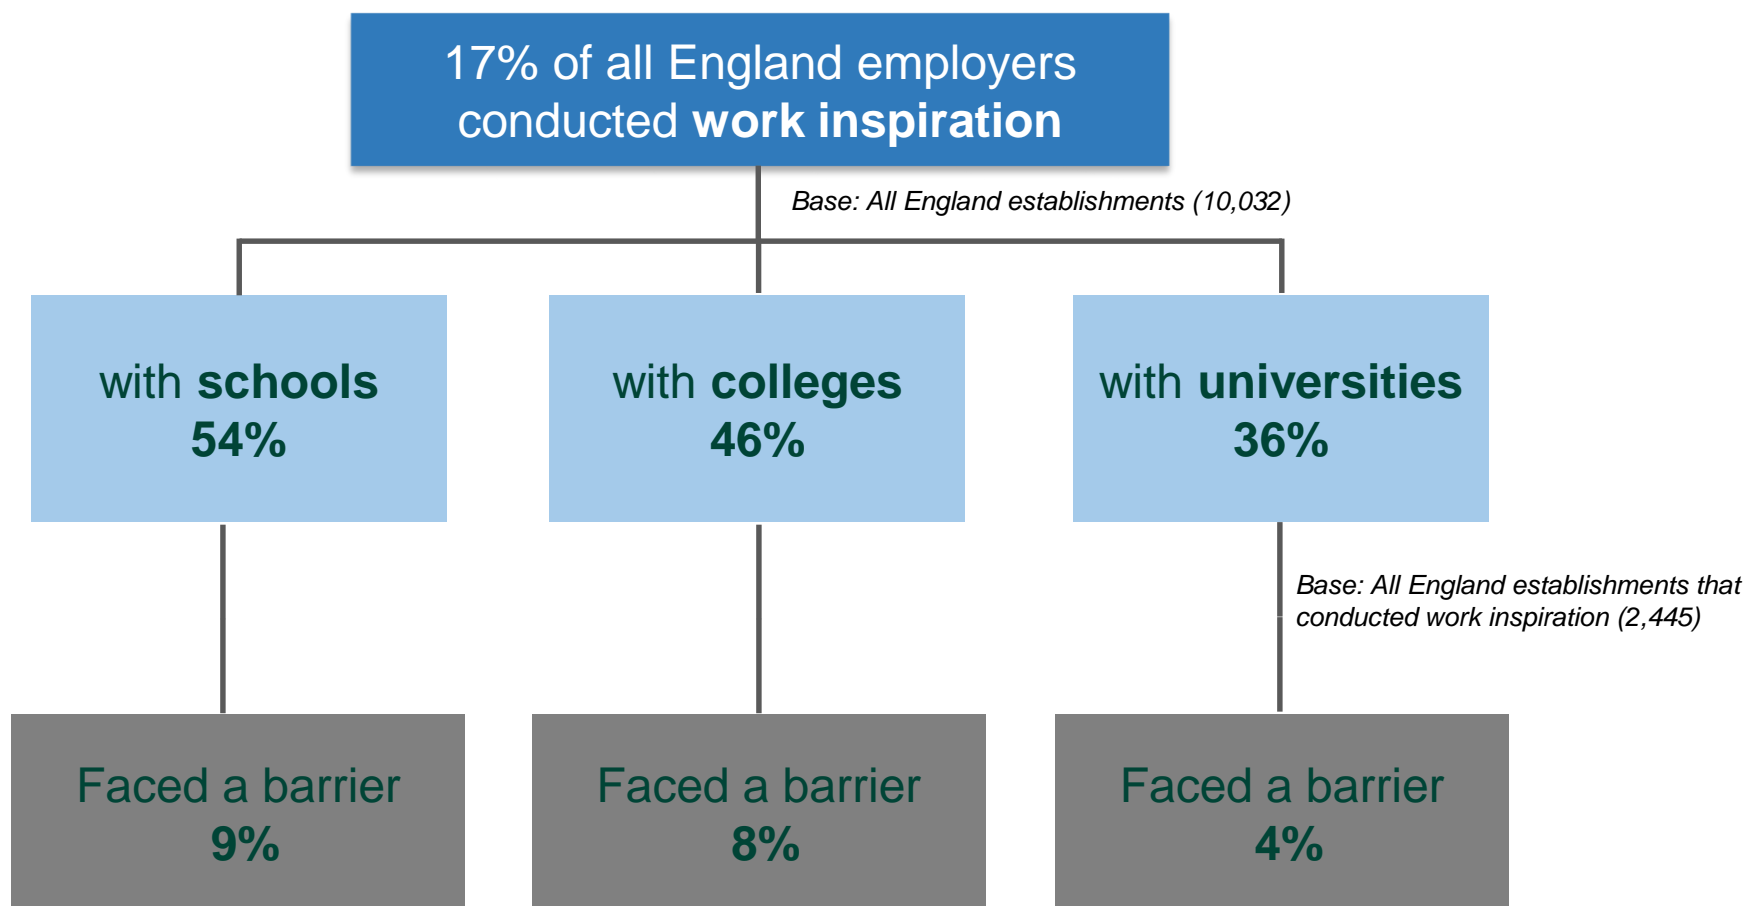 17% of all England employers
conducted work inspiration
Base: All England establishments (10,032)
with schools
54%
with colleges
46%
with universities
36%
Base: All England establishments that
conducted work inspiration (2,445)
Faced a barrier
9%
Faced a barrier
8%
Faced a barrier
4%